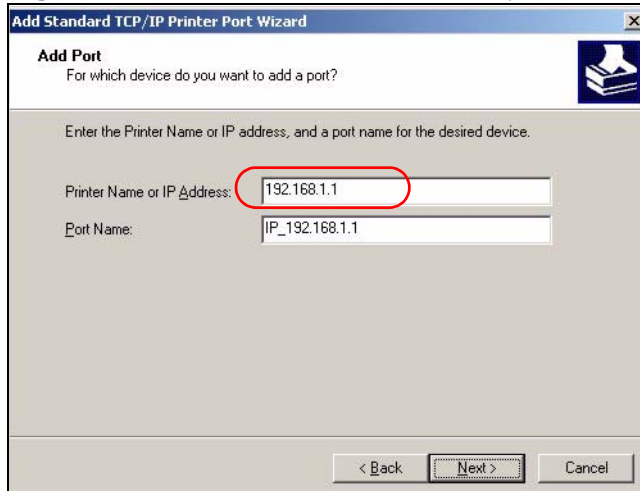 Add Standard TCP/IP Printer Port Wizard
Add Port
For which device do you want to add a port?
Enter the Printer Name or IP address, and a port name for the desired device.
Printer Name or IP Address: 192.168.1.1
Port Name: IP_192.168.1.1
< Back Next > Cancel